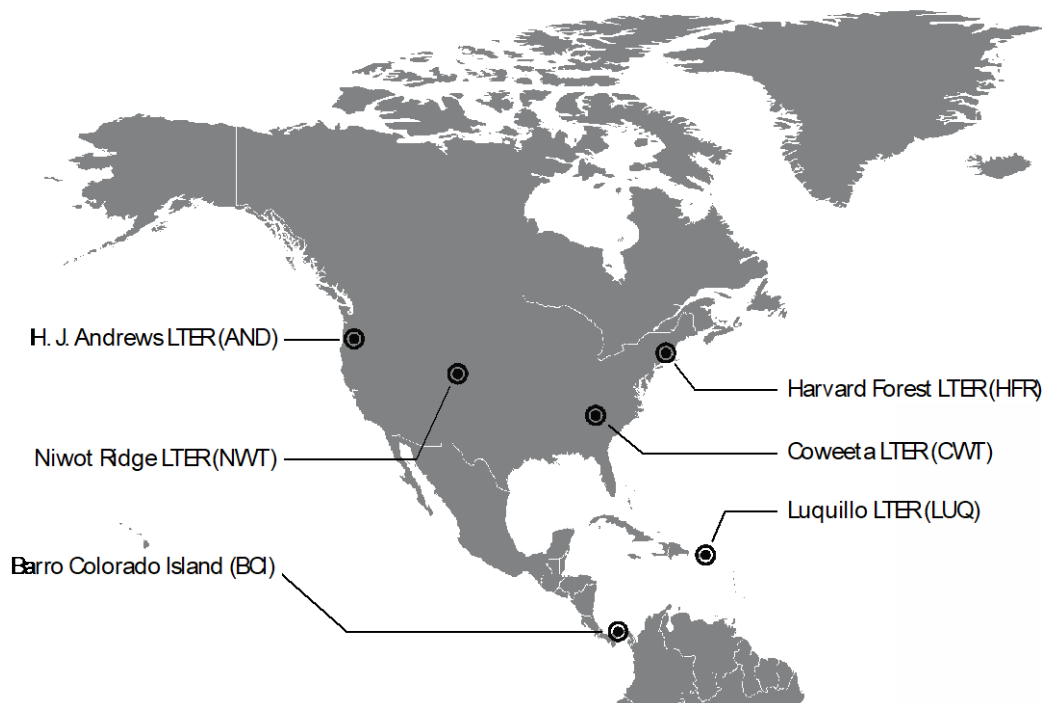 H. J. Andrews LTER (AND)
Harvard Forest LTER (HFR)
Niwot Ridge LTER (NWT)
Coweeta LTER (CWT)
Luquillo LTER (LUQ)
Barro Colorado Island (BCI)